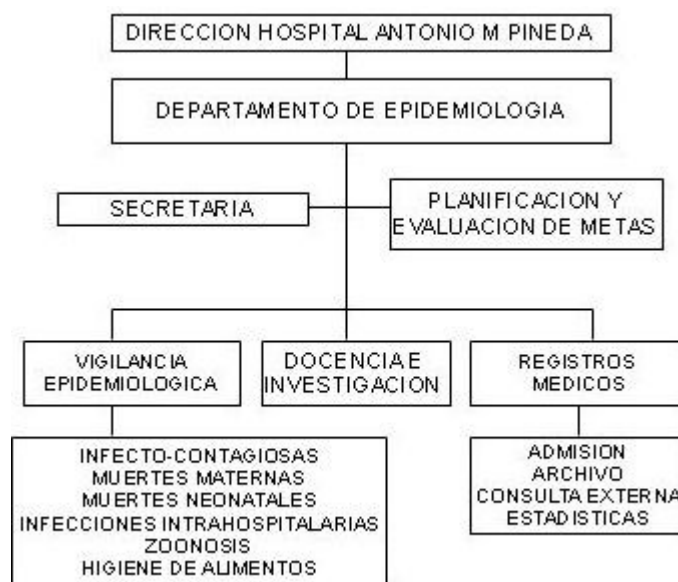 DIRECCION HOSPITAL ANTONIO M PINEDA
DEPARTAMENTO DE EPIDEMIOLOGIA
SECRETARIA
PLANIFICACION Y
EVALUACION DE METAS
VIGILANCIA
EPIDEMIOLOGICA
DOCENCIA E
INVESTIGACION
REGISTROS
MEDICOS
INFECTO-CONTAGIOSAS
MUERTES MATERNAS
MUERTES NEONATALES
INFECCIONES INTRAHOSPITALARIAS
ZOONOSIS
HIGIENE DE ALIMENTOS
ADMISION
ARCHIVO
CONSULTA EXTERNA
ESTADISTICAS